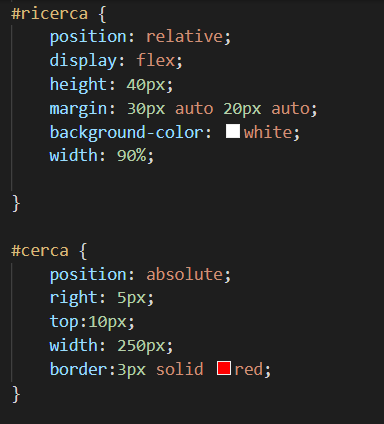 #ricerca {
    position: relative;
    display: flex;
    height: 40px;
    margin: 30px auto 20px auto;
    background-color: white;
    width: 90%;

}

#cerca {
    position: absolute;
    right: 5px;
    top:10px;
    width: 250px;
    border:3px solid red;
}